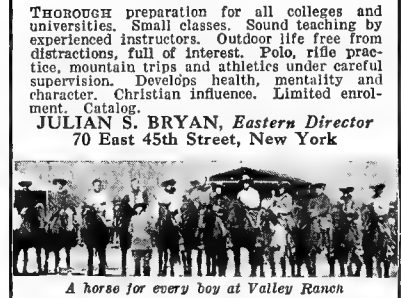 THOROUGH preparation for all colleges and
universities. Small classes. Sound teaching by
experienced instructors. Outdoor life free from
distractions, full of interest. Polo, rifle prac-
tice, mountain trips and athletics under careful
supervision. Develops health, mentality and
character. Christian influence. Limited enrol-
ment. Catalog.
JULIAN S. BRYAN, Eastern Director
70 East 45th Street, New York
A horse for every boy at Valley Ranch